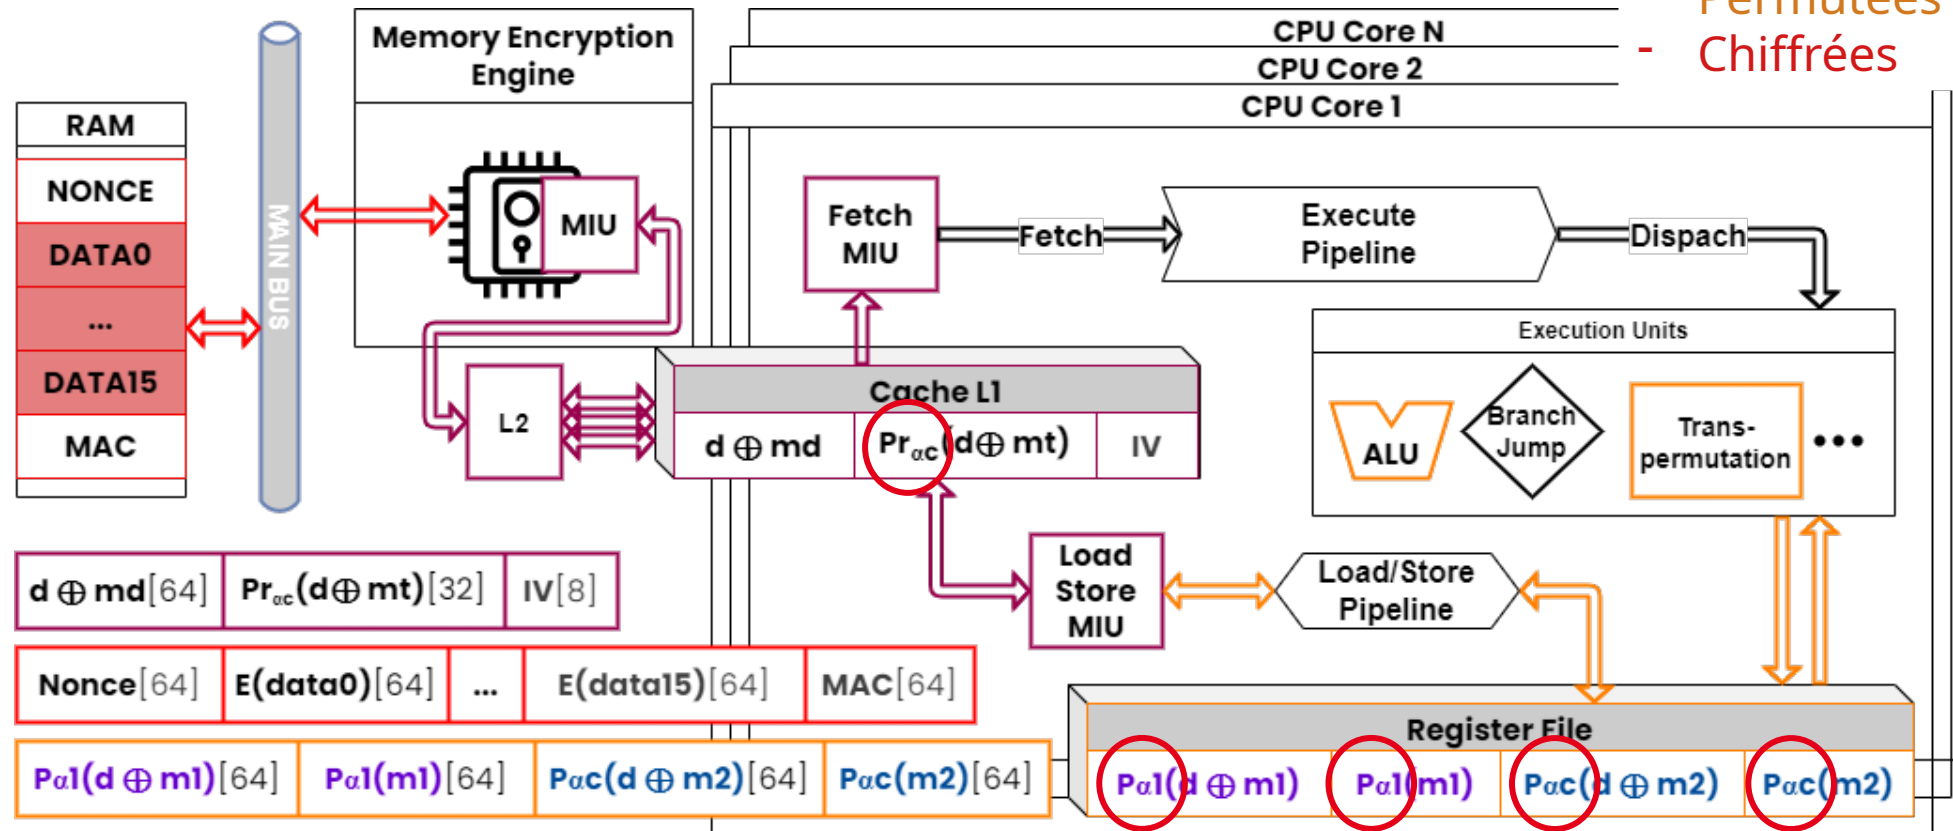 Permutées
- Chiffrées
Memory Encryption
Engine
CPU Core N
CPU Core 2
CPU Core 1
RAM
NONCE
DATA0
...
DATA15
MAC
MAIN BUS
MIU
L2
Fetch
MIU
Fetch
Execute
Pipeline
Dispach
Execution Units
ALU
Branch
Jump
Trans-
permutation
•••
Cache L1
d ⊕ md
Prαc(d⊕ mt)
IV
Load
Store
MIU
Load/Store
Pipeline
d ⊕ md[64] Prαc(d⊕ mt)[32] IV[8]
Nonce[64] E(data0)[64] ... E(data15)[64] MAC[64]
Pα1(d ⊕ m1)[64] Pα1(m1)[64] Pαc(d ⊕ m2)[64] Pαc(m2)[64]
Register File
Pα1(d ⊕ m1) Pα1(m1) Pαc(d ⊕ m2) Pαc(m2)